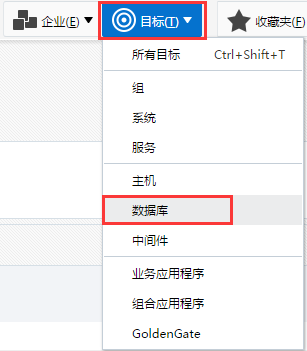 企业(E) 目标(T) 收藏夹(F)
所有目标 Ctrl+Shift+T
组
系统
服务
主机
数据库
中间件
业务应用程序
组合应用程序
GoldenGate